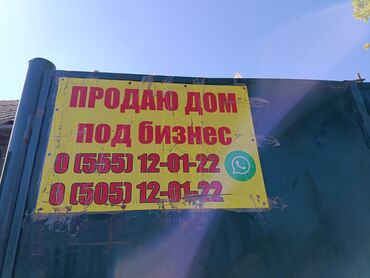 ПРОДАЮ ДОМ
под бизнес
0 (555) 12-01-22
0 (505) 12-01-22